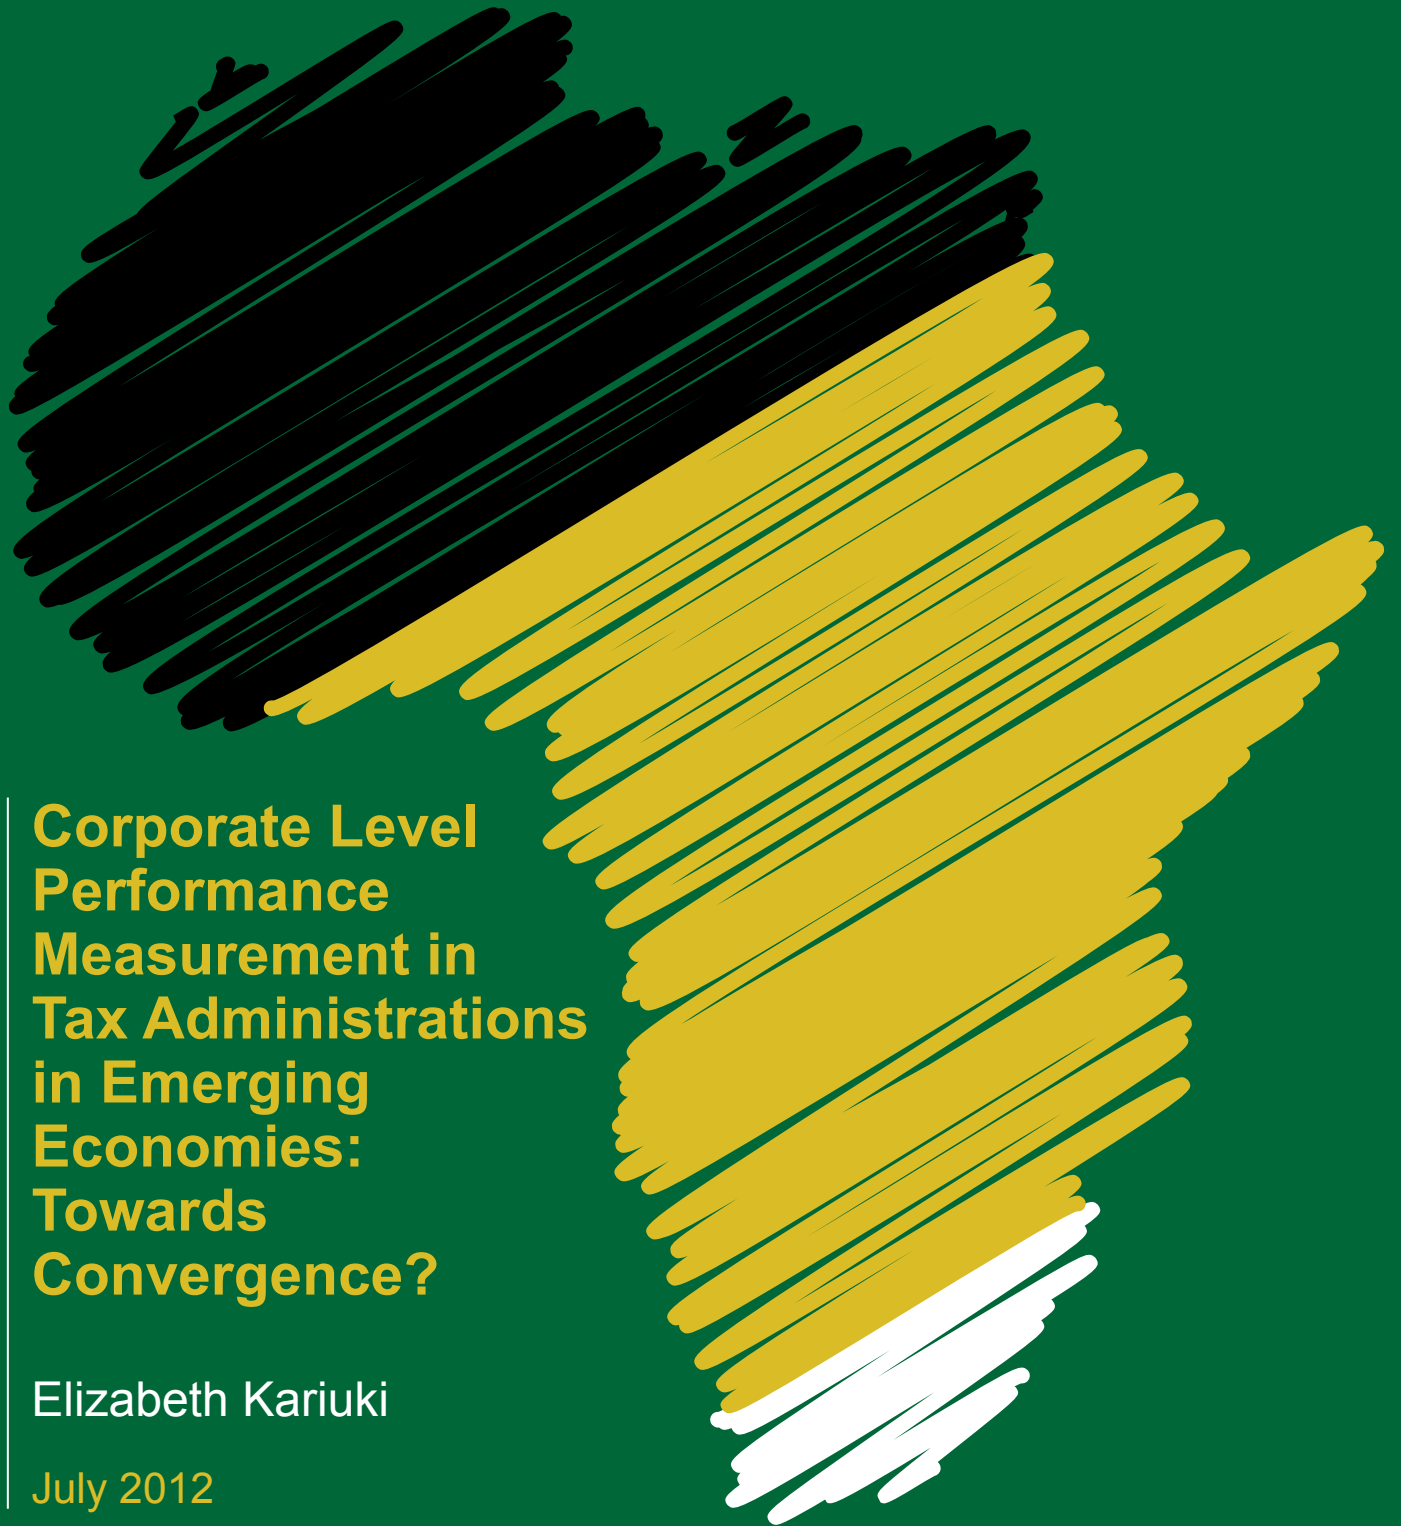 Corporate Level
Performance
Measurement in
Tax Administrations
in Emerging
Economies:
Towards
Convergence?
Elizabeth Kariuki
July 2012